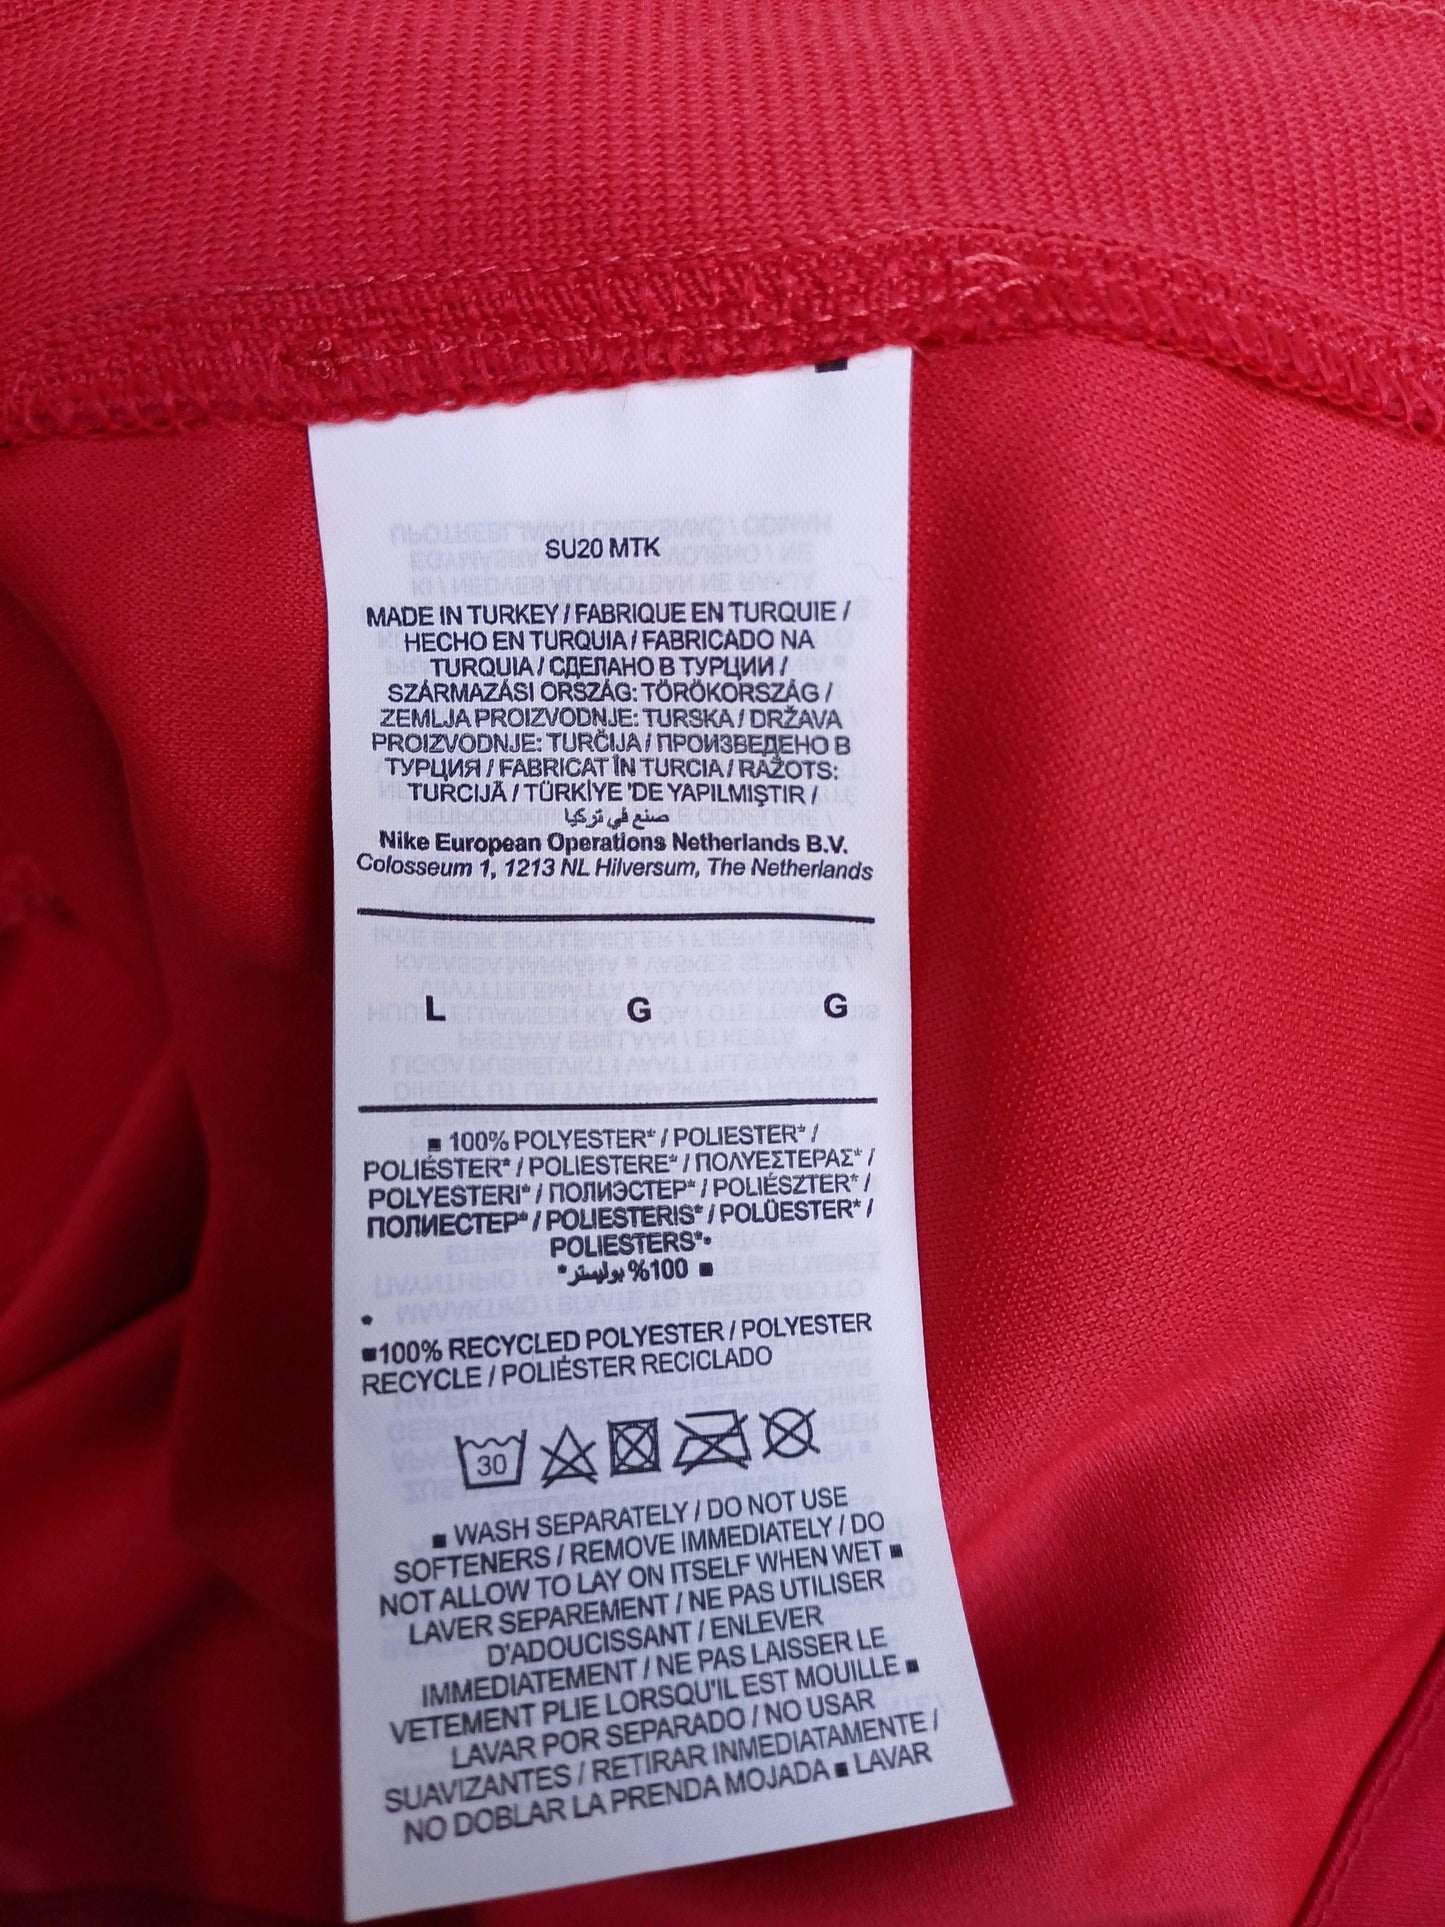 SU20 MTK
MADE IN TURKEY / FABRIQUE EN TURQUIE /
HECHO EN TURQUIA / FABRICADO NA
TURQUIA / СДЕЛАНО В ТУРЦИИ /
SZÁRMAZÁSI ORSZÁG: TÖRÖKORSZÁG /
ZEMLJA PROIZVODNJE: TURSKA / DRŽAVA
PROIZVODNJE: TURČIJA / ПРОИЗВЕДЕНО В
ТУРЦИЯ / FABRICAT ÎN TURCIA / RAŽOTS:
TURCIJĀ / TÜRKİYE 'DE YAPILMIŞTIR /
صنع في تركيا
Nike European Operations Netherlands B.V.
Colosseum 1, 1213 NL Hilversum, The Netherlands
L G G
■ 100% POLYESTER* / POLIESTER* /
POLIÉSTER* / POLIESTERE* / ΠΟΛΥΕΣΤΕΡΑΣ* /
POLYESTERI* / ПОЛИЭСТЕР* / POLIÉSZTER* /
ПОЛИЕСТЕР* / POLIESTERIS* / POLÜESTER* /
POLIESTERS*•
■ 100% بوليستر*
•
■100% RECYCLED POLYESTER / POLYESTER
RECYCLE / POLIÉSTER RECICLADO
30
■ WASH SEPARATELY / DO NOT USE
SOFTENERS / REMOVE IMMEDIATELY / DO
NOT ALLOW TO LAY ON ITSELF WHEN WET ■
LAVER SEPAREMENT / NE PAS UTILISER
D'ADOUCISSANT / ENLEVER
IMMEDIATEMENT / NE PAS LAISSER LE
VETEMENT PLIE LORSQU'IL EST MOUILLE ■
LAVAR POR SEPARADO / NO USAR
SUAVIZANTES / RETIRAR INMEDIATAMENTE /
NO DOBLAR LA PRENDA MOJADA ■ LAVAR